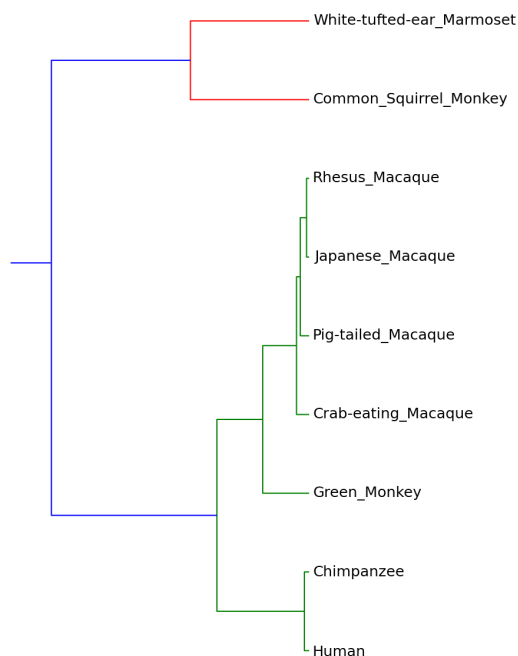 White-tufted-ear_Marmoset
Common_Squirrel_Monkey
Rhesus_Macaque
Japanese_Macaque
Pig-tailed_Macaque
Crab-eating_Macaque
Green_Monkey
Chimpanzee
Human